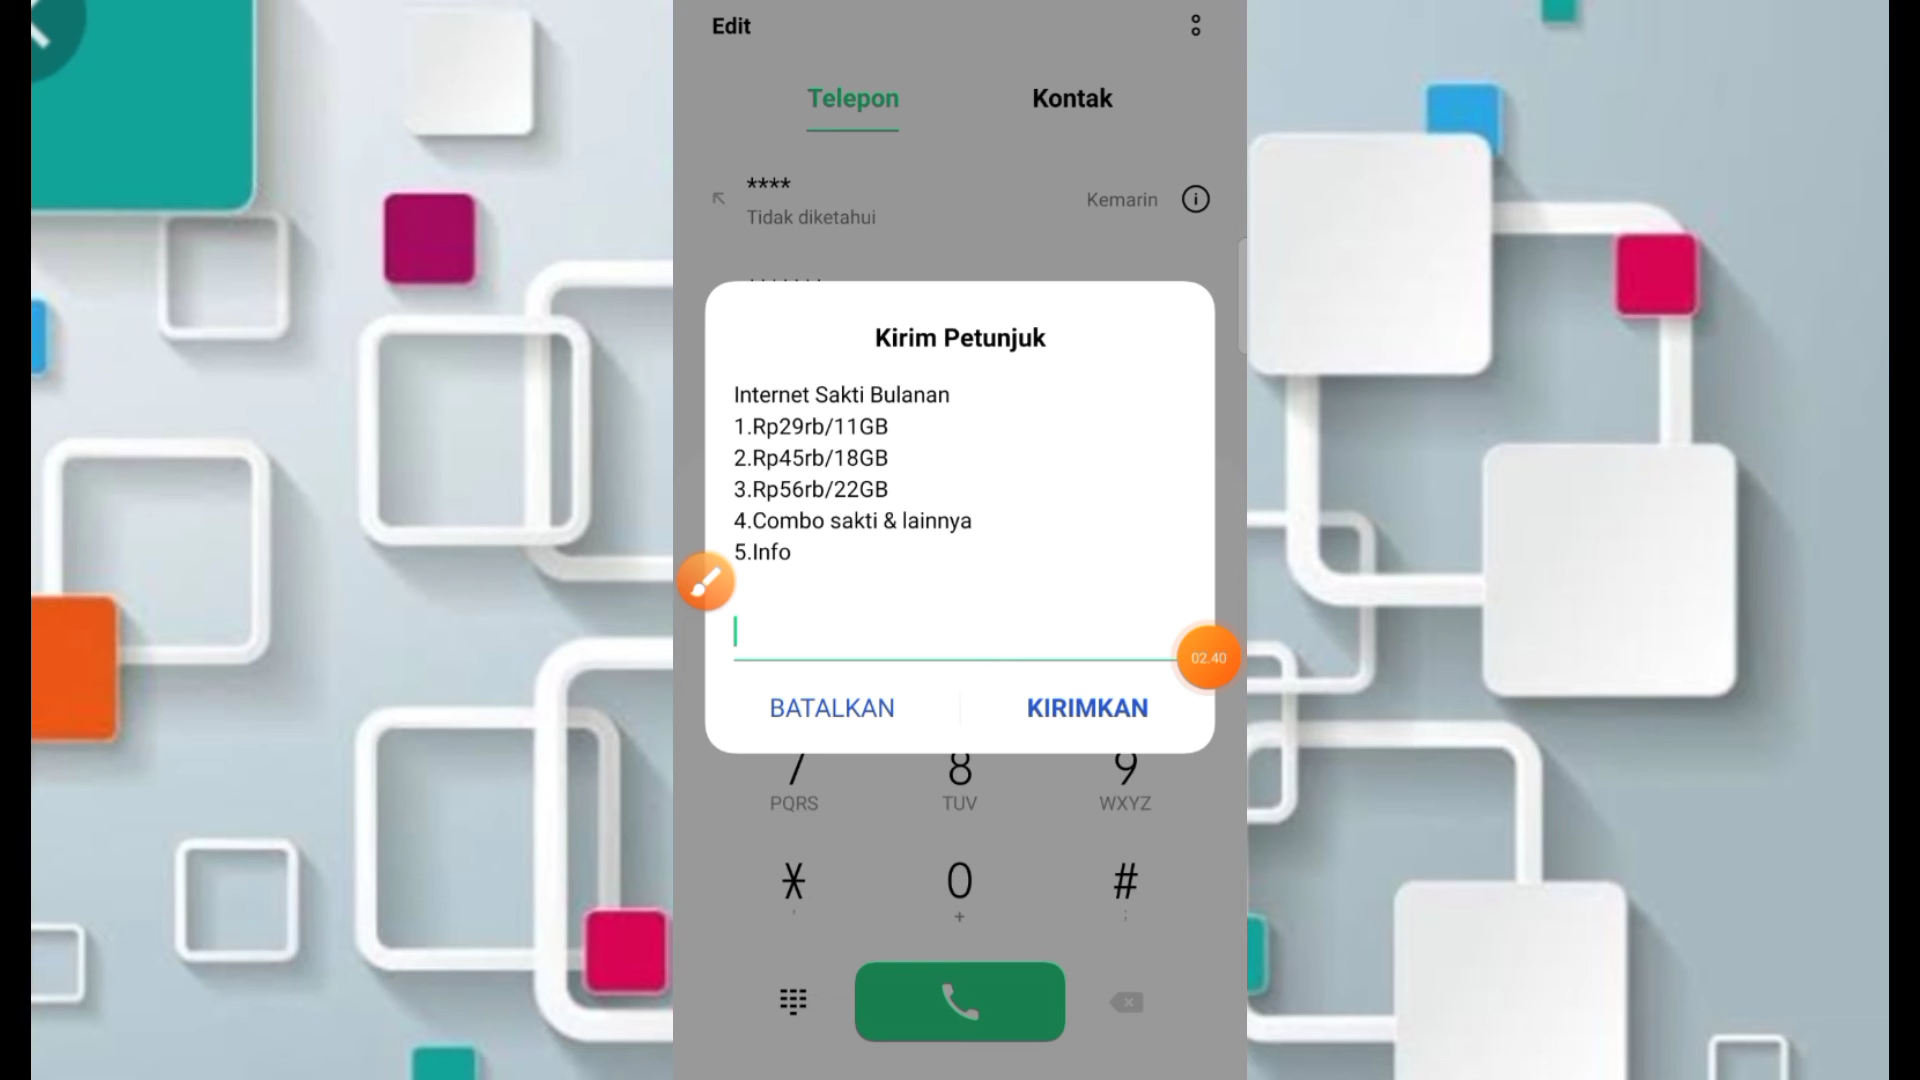 Edit
Telepon
Kontak
****
Tidak diketahui
Kemarin
Kirim Petunjuk
Internet Sakti Bulanan
1.Rp29rb/11GB
2.Rp45rb/18GB
3.Rp56rb/22GB
4.Combo sakti & lainnya
5.Info
02.40
BATALKAN
KIRIMKAN
7 8 9
PQRS TUV WXYZ
* 0 #
, + ;